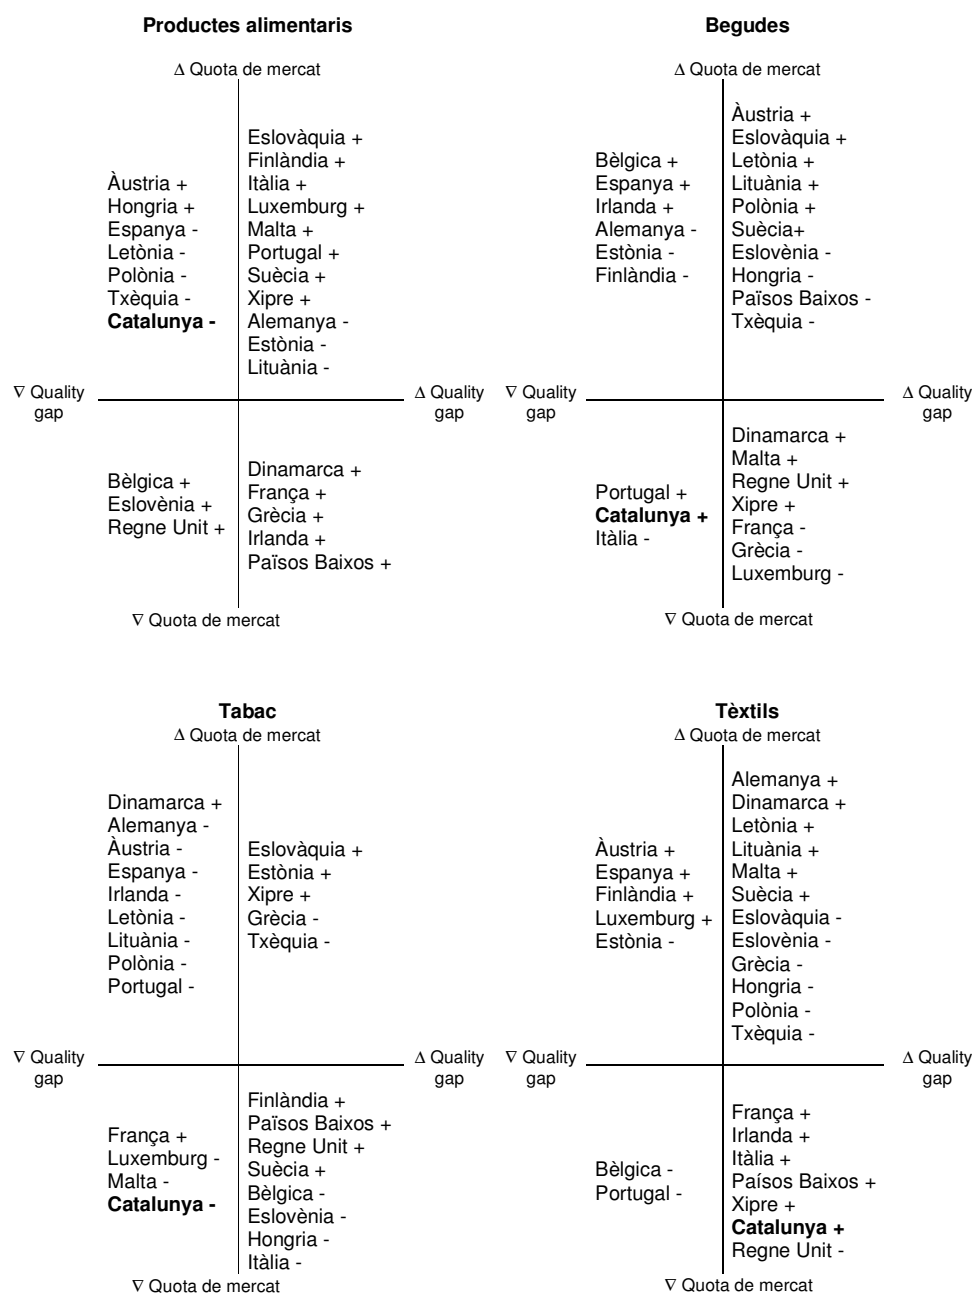 Productes alimentaris
Δ Quota de mercat
Àustria +
Hongria +
Espanya -
Letònia -
Polònia -
Txèquia -
Catalunya -
Eslovàquia +
Finlàndia +
Itàlia +
Luxemburg +
Malta +
Portugal +
Suècia +
Xipre +
Alemanya -
Estònia -
Lituània -
∇ Quality
gap
Δ Quality
gap
Bèlgica +
Eslovènia +
Regne Unit +
Dinamarca +
França +
Grècia +
Irlanda +
Països Baixos +
∇ Quota de mercat
Begudes
Δ Quota de mercat
Bèlgica +
Espanya +
Irlanda +
Alemanya -
Estònia -
Finlàndia -
Àustria +
Eslovàquia +
Letònia +
Lituània +
Polònia +
Suècia+
Eslovènia -
Hongria -
Països Baixos -
Txèquia -
∇ Quality
gap
Δ Quality
gap
Portugal +
Catalunya +
Itàlia -
Dinamarca +
Malta +
Regne Unit +
Xipre +
França -
Grècia -
Luxemburg -
∇ Quota de mercat
Tabac
Δ Quota de mercat
Dinamarca +
Alemanya -
Àustria -
Espanya -
Irlanda -
Letònia -
Lituània -
Polònia -
Portugal -
Eslovàquia +
Estònia +
Xipre +
Grècia -
Txèquia -
∇ Quality
gap
Δ Quality
gap
França +
Luxemburg -
Malta -
Catalunya -
Finlàndia +
Països Baixos +
Regne Unit +
Suècia +
Bèlgica -
Eslovènia -
Hongria -
Itàlia -
∇ Quota de mercat
Tèxtils
Δ Quota de mercat
Àustria +
Espanya +
Finlàndia +
Luxemburg +
Estònia -
Alemanya +
Dinamarca +
Letònia +
Lituània +
Malta +
Suècia +
Eslovàquia -
Eslovènia -
Grècia -
Hongria -
Polònia -
Txèquia -
∇ Quality
gap
Δ Quality
gap
Bèlgica -
Portugal -
França +
Irlanda +
Itàlia +
Países Baixos +
Xipre +
Catalunya +
Regne Unit -
∇ Quota de mercat